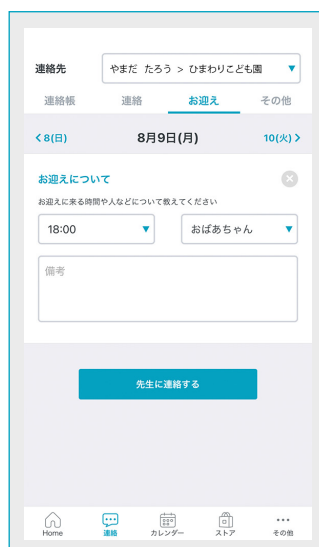 連絡先 やまだ たろう > ひまわりこども園 ▼
連絡帳 連絡 お迎え その他
<8(日) 8月9日(月) 10(火)>
お迎えについて
お迎えに来る時間や人などについて教えてください
18:00 ▼ おばあちゃん ▼
備考
先生に連絡する
Home 連絡 カレンダー ストア その他